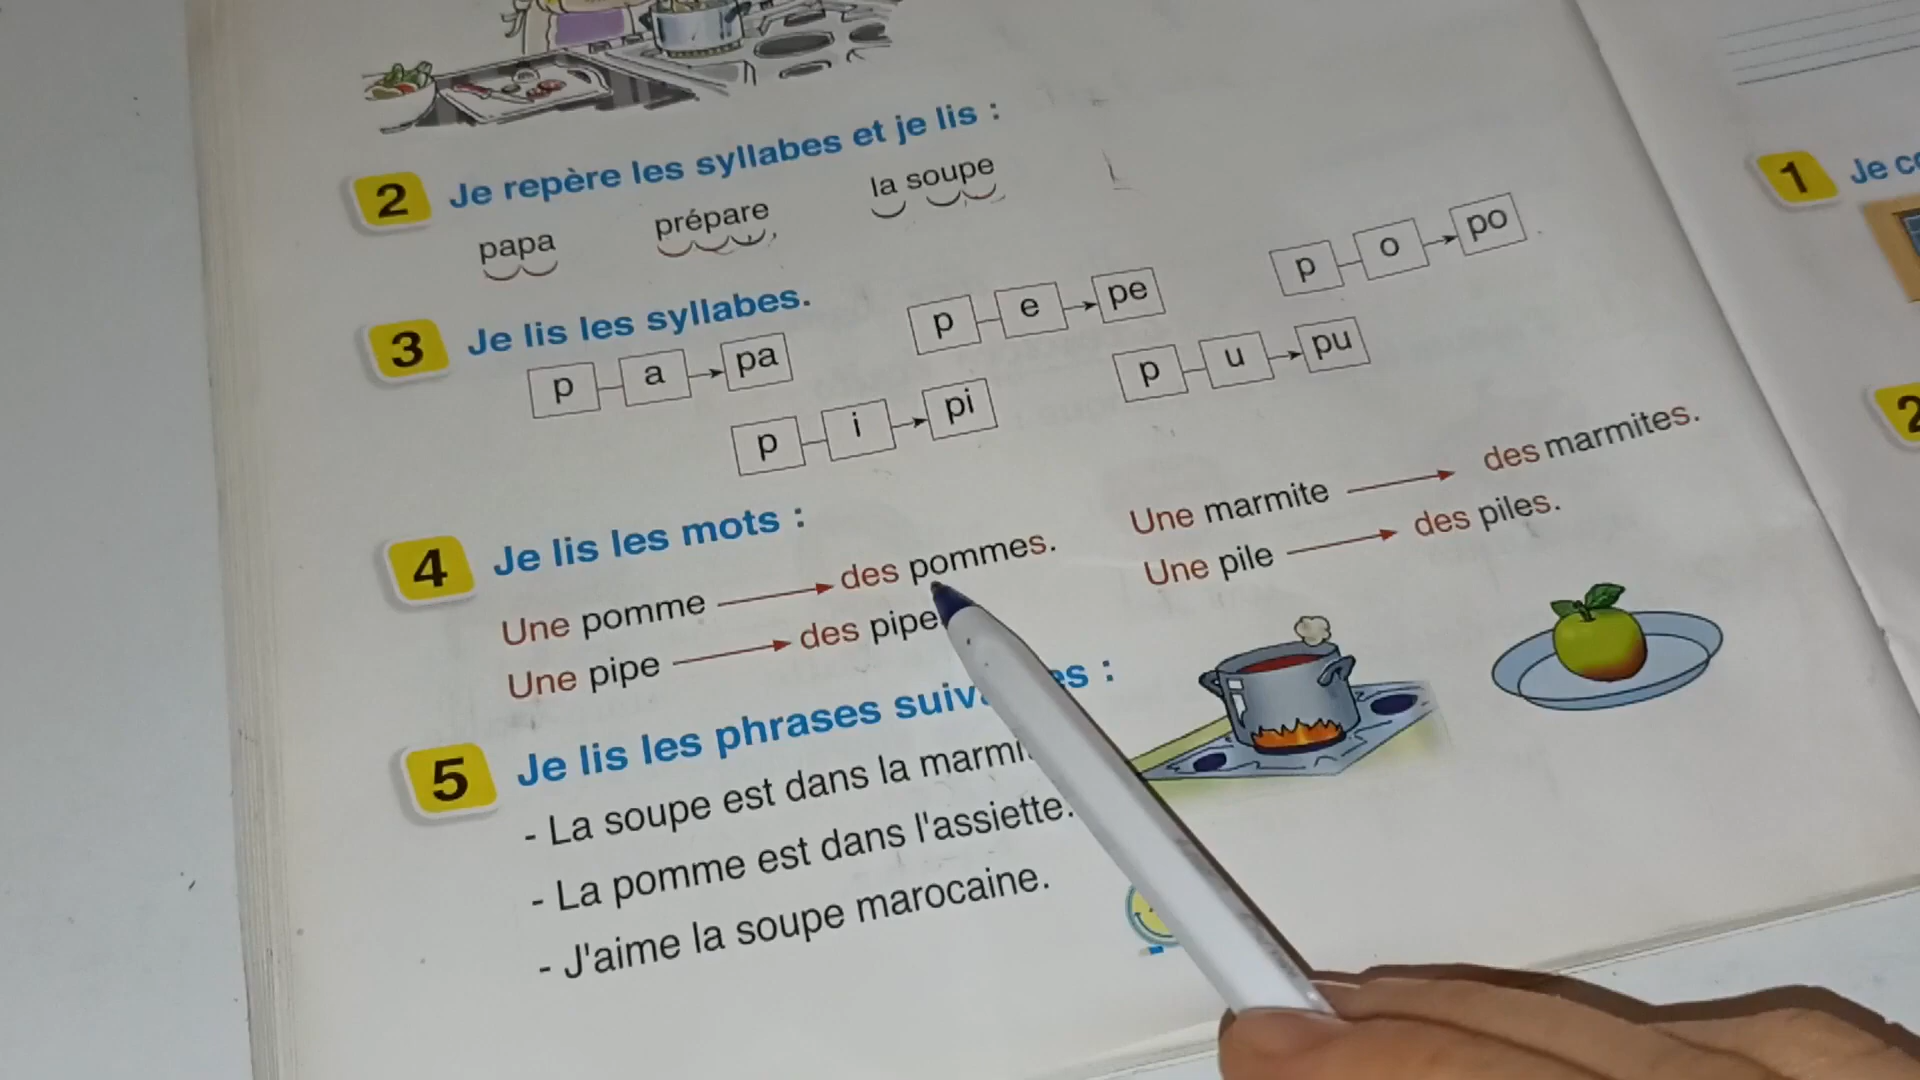 2 Je repère les syllabes et je lis :
papa prépare la soupe
3 Je lis les syllabes.
p a pa p e pe p o po
p i pi p u pu
4 Je lis les mots :
Une pomme des pommes. Une marmite des marmites.
Une pipe des pipe Une pile des piles.
5 Je lis les phrases suiv es :
- La soupe est dans la marmi
- La pomme est dans l'assiette.
- J'aime la soupe marocaine.
1 Je c
2